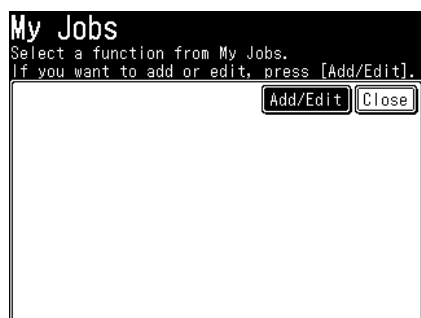 My Jobs
Select a function from My Jobs.
If you want to add or edit, press [Add/Edit].
Add/Edit Close